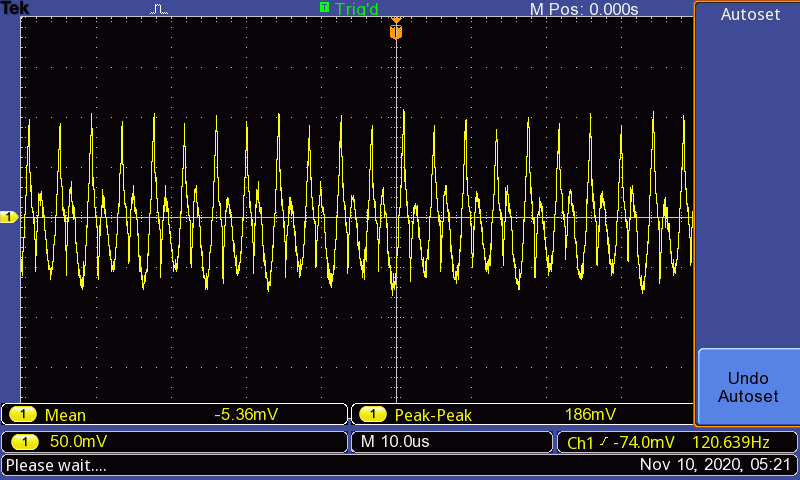 Tek T Trig'd M Pos: 0.000s Autoset
T
1
Undo
Autoset
1 Mean -5.36mV 1 Peak-Peak 186mV
1 50.0mV M 10.0us Ch1 -74.0mV 120.639Hz
Please wait.... Nov 10, 2020, 05:21